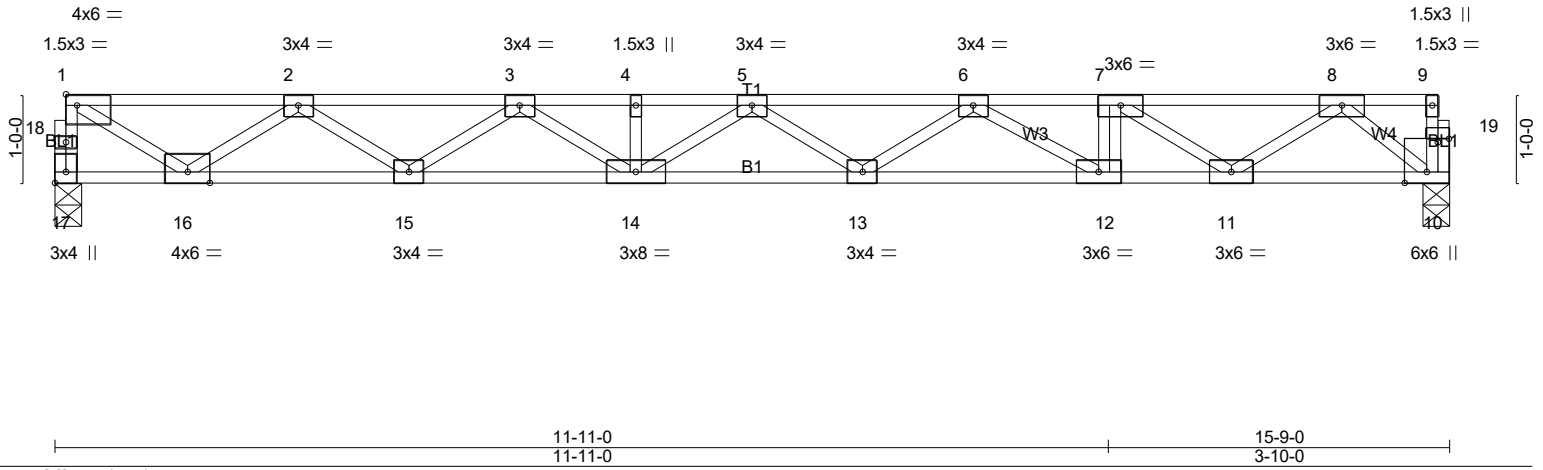 4x6 =
1.5x3 ||
1.5x3 = 3x4 = 3x4 = 1.5x3 || 3x4 = 3x4 = 3x6 = 3x6 = 1.5x3 =
1 2 3 4 5 6 7 8 9
T1
1-0-0 18 BL1 W3 W4 BL1 19 1-0-0
B1
17 16 15 14 13 12 11 10
3x4 || 4x6 = 3x4 = 3x8 = 3x4 = 3x6 = 3x6 = 6x6 ||
11-11-0 15-9-0
11-11-0 3-10-0